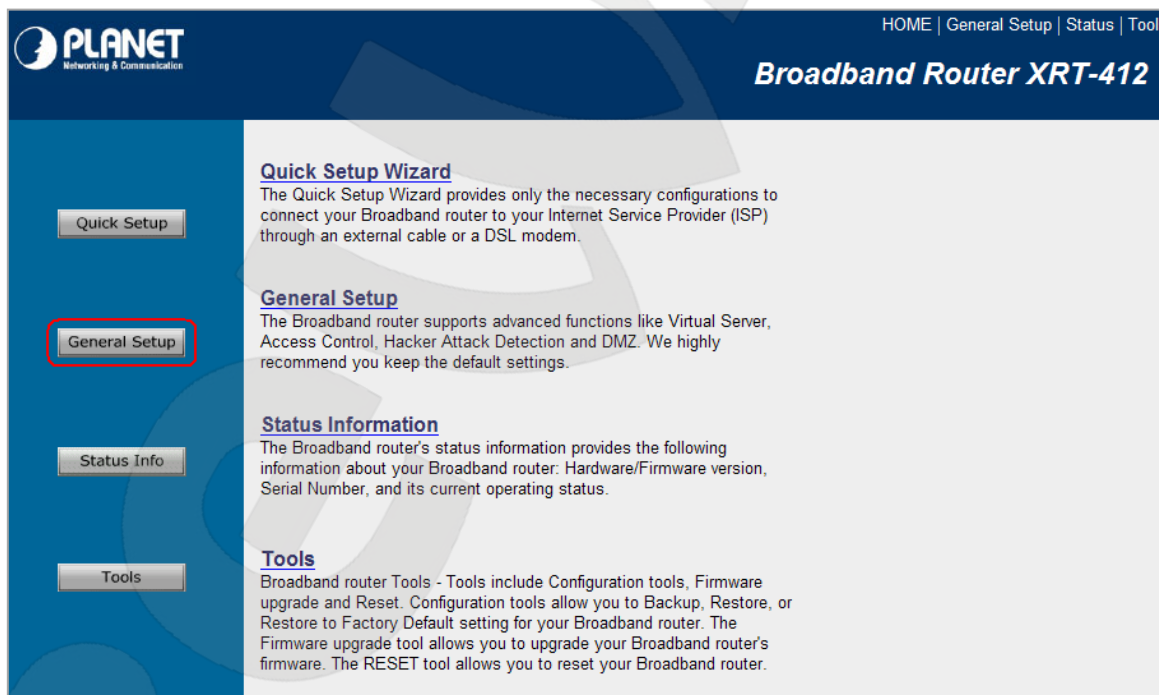 PLANET
Networking & Communication
HOME | General Setup | Status | Tool
Broadband Router XRT-412
Quick Setup
Quick Setup Wizard
The Quick Setup Wizard provides only the necessary configurations to
connect your Broadband router to your Internet Service Provider (ISP)
through an external cable or a DSL modem.
General Setup
General Setup
The Broadband router supports advanced functions like Virtual Server,
Access Control, Hacker Attack Detection and DMZ. We highly
recommend you keep the default settings.
Status Info
Status Information
The Broadband router's status information provides the following
information about your Broadband router: Hardware/Firmware version,
Serial Number, and its current operating status.
Tools
Tools
Broadband router Tools - Tools include Configuration tools, Firmware
upgrade and Reset. Configuration tools allow you to Backup, Restore, or
Restore to Factory Default setting for your Broadband router. The
Firmware upgrade tool allows you to upgrade your Broadband router's
firmware. The RESET tool allows you to reset your Broadband router.